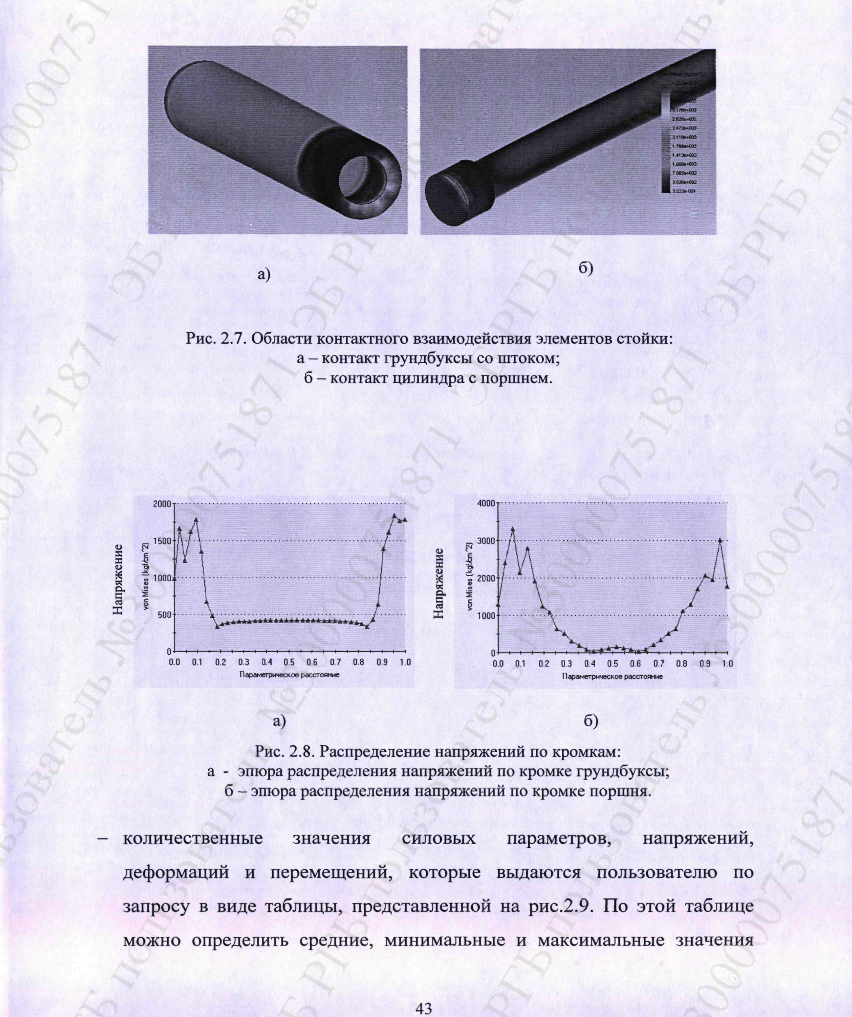 3.178e+003
2.825e+003
2.472e+003
2.119e+003
1.766e+003
1.413e+003
1.060e+003
7.065e+002
3.536e+002
а)
б)
Рис. 2.7. Области контактного взаимодействия элементов стойки:
а – контакт грундбуксы со штоком;
б – контакт цилиндра с поршнем.
Напряжение
von Mises (kgf/cm^2)
2000
1500
1000
500
0
0.0 0.1 0.2 0.3 0.4 0.5 0.6 0.7 0.8 0.9 1.0
Параметрическое расстояние
Напряжение
von Mises (kgf/cm^2)
4000
3000
2000
1000
0
0.0 0.1 0.2 0.3 0.4 0.5 0.6 0.7 0.8 0.9 1.0
Параметрическое расстояние
а)
б)
Рис. 2.8. Распределение напряжений по кромкам:
а - эпюра распределения напряжений по кромке грундбуксы;
б – эпюра распределения напряжений по кромке поршня.
– количественные значения силовых параметров, напряжений,
деформаций и перемещений, которые выдаются пользователю по
запросу в виде таблицы, представленной на рис.2.9. По этой таблице
можно определить средние, минимальные и максимальные значения
43
ЭБ РГБ пользователь №30000751871